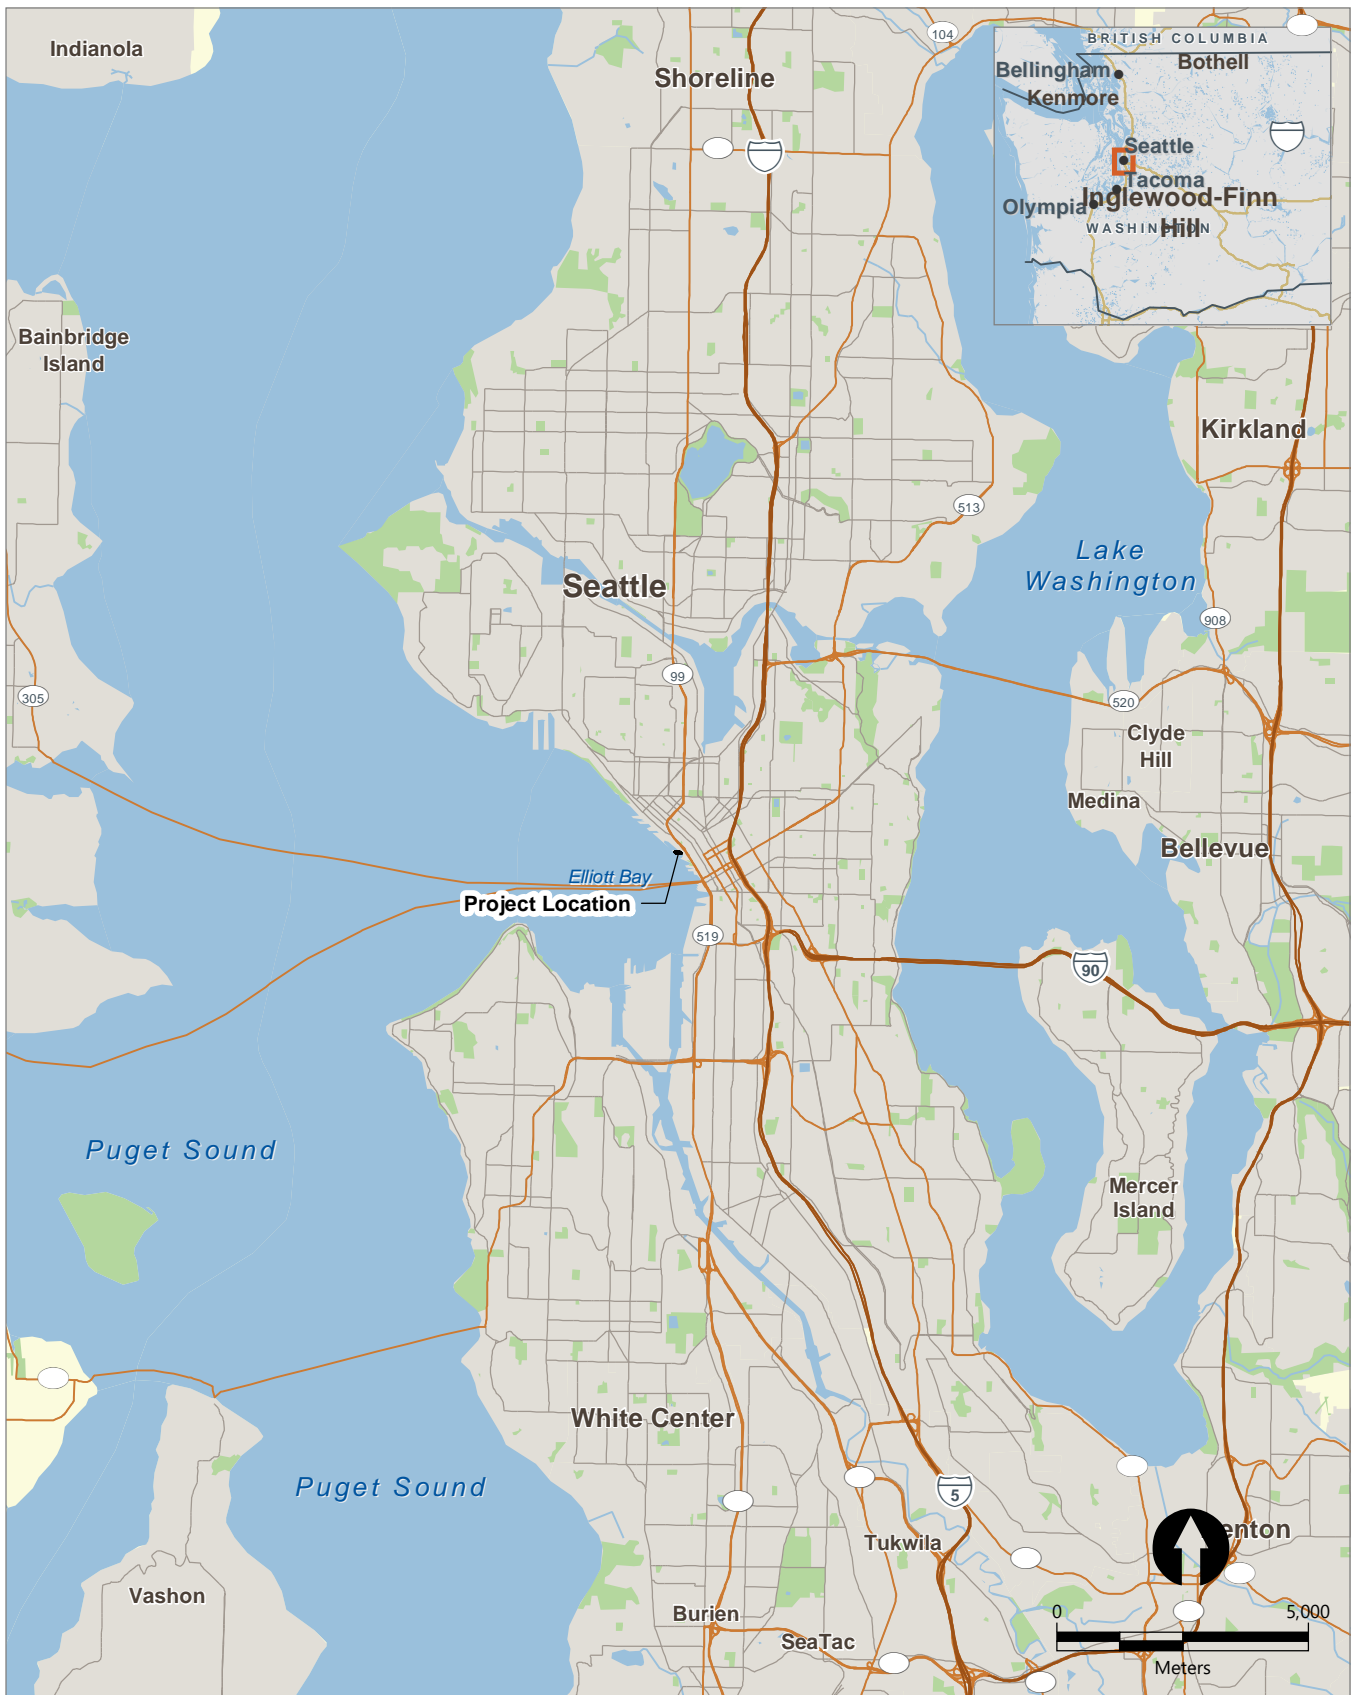 Indianola
104
Shoreline
BRITISH COLUMBIA
Bothell
Bellingham
Kenmore
Seattle
Tacoma
Inglewood-Finn
Hill
Olympia
WASHINGTON
Bainbridge
Island
Kirkland
513
Lake
Washington
Seattle
908
99
305
520
Clyde
Hill
Medina
Bellevue
Elliott Bay
Project Location
519
90
Puget Sound
Mercer
Island
White Center
Puget Sound
5
Tukwila
enton
Vashon
Burien
SeaTac
0
5,000
Meters